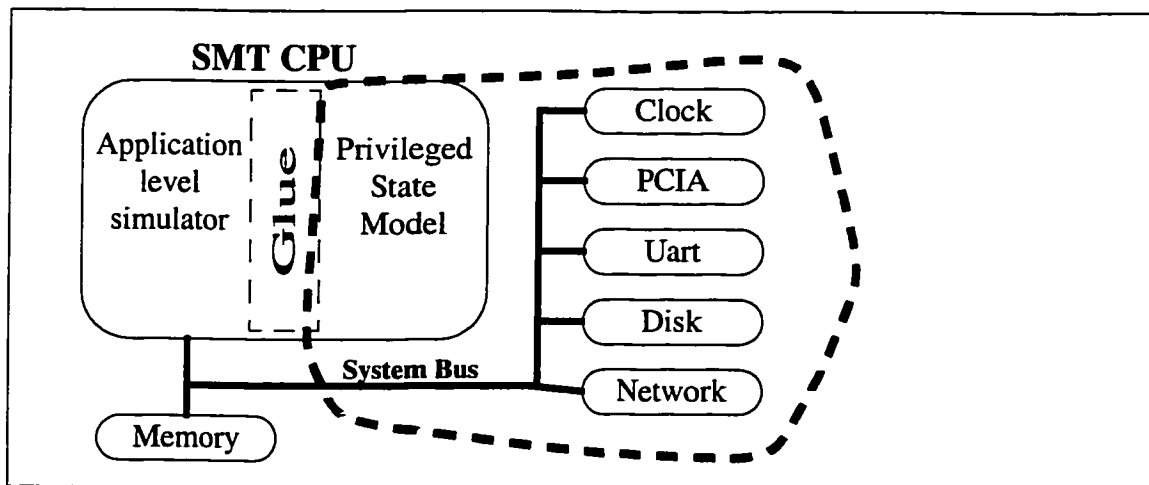 SMT CPU
Application
level
simulator
Glue
Privileged
State
Model
Clock
PCIA
Uart
Disk
Network
System Bus
Memory